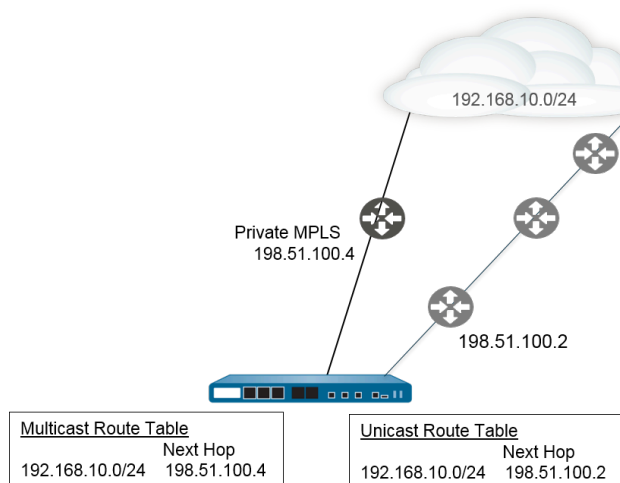 192.168.10.0/24
Private MPLS
198.51.100.4
198.51.100.2
Multicast Route Table
Next Hop
192.168.10.0/24 198.51.100.4
Unicast Route Table
Next Hop
192.168.10.0/24 198.51.100.2